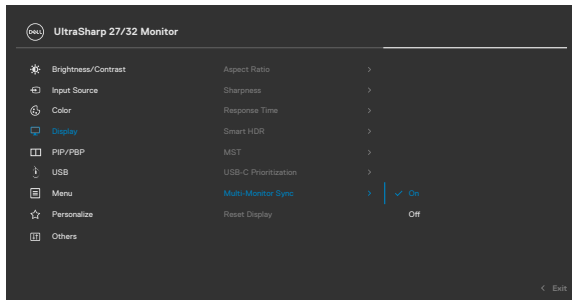 DELL UltraSharp 27/32 Monitor
Brightness/Contrast Aspect Ratio >
Input Source Sharpness >
Color Response Time >
Display Smart HDR >
PIP/PBP MST >
USB USB-C Prioritization >
Menu Multi-Monitor Sync > ✓ On
Personalize Reset Display Off
Others
< Exit